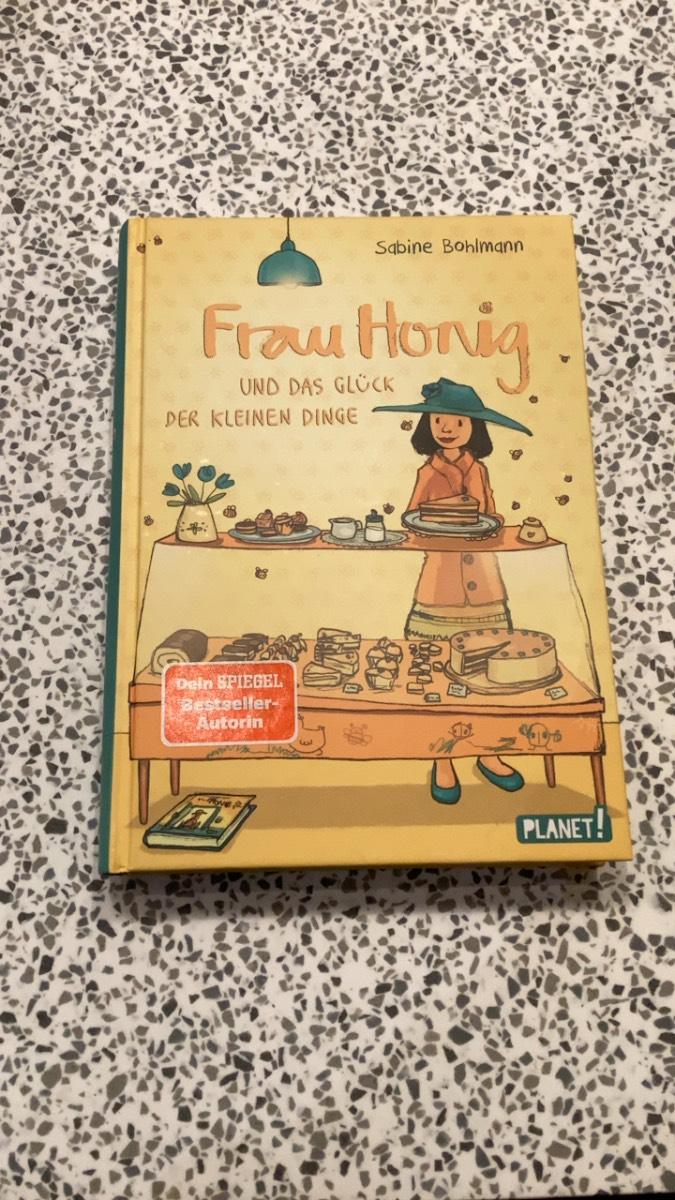 Sabine Bohlmann
Frau Honig
UND DAS GLÜCK
DER KLEINEN DINGE
Dein SPIEGEL
Bestseller-
Autorin
PLANET!